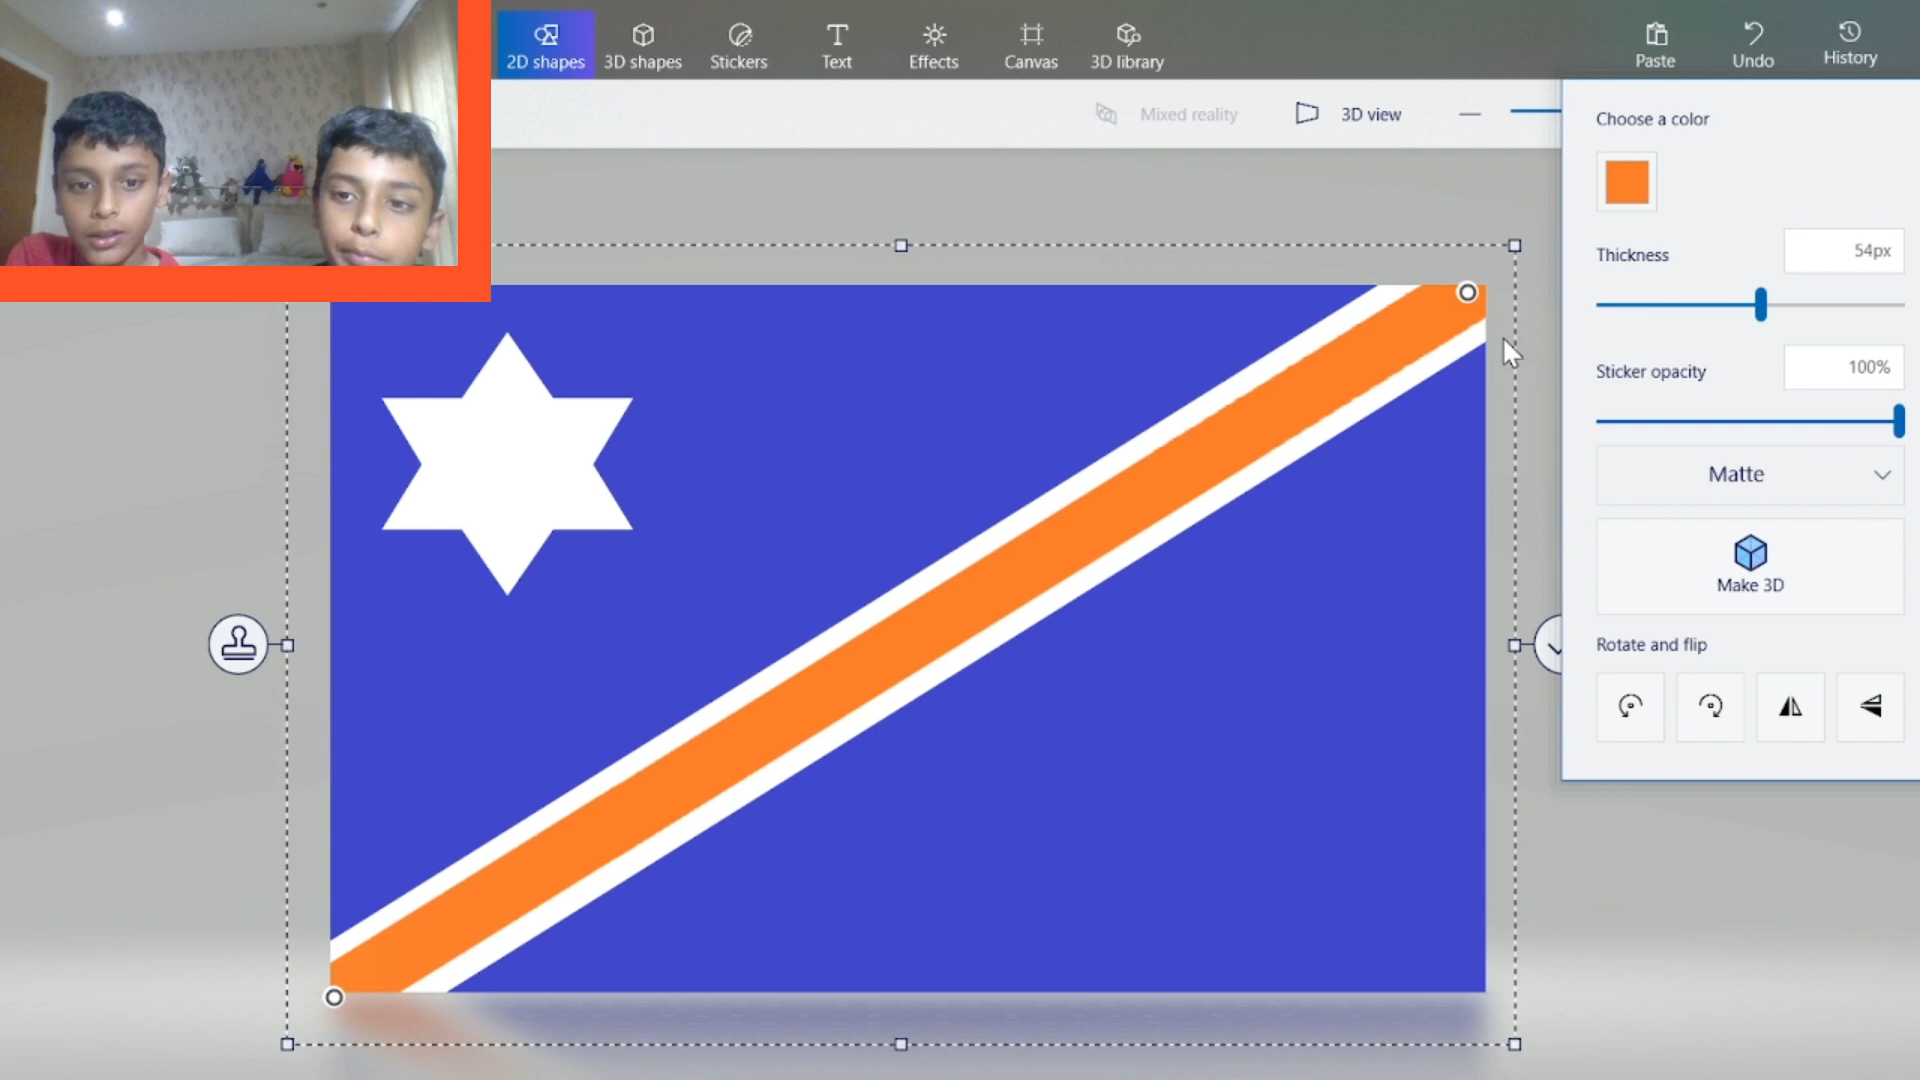 2D shapes
3D shapes
Stickers
Text
Effects
Canvas
3D library
Paste
Undo
History
Mixed reality
3D view
Choose a color
Thickness
54px
Sticker opacity
100%
Matte
Make 3D
Rotate and flip